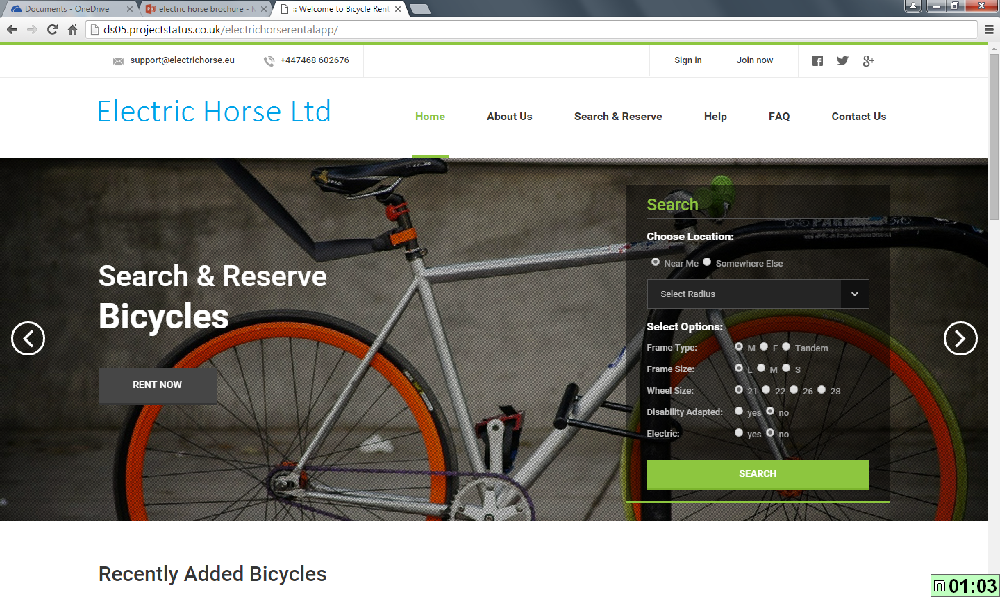 Documents - OneDrive
electric horse brochure - M
:: Welcome to Bicycle Rent
ds05.projectstatus.co.uk/electrichorserentalapp/
support@electrichorse.eu
+447468 602676
Sign in
Join now
Electric Horse Ltd
Home
About Us
Search & Reserve
Help
FAQ
Contact Us
Search & Reserve
Bicycles
RENT NOW
Search
Choose Location:
Near Me Somewhere Else
Select Radius
Select Options:
Frame Type: M F Tandem
Frame Size: L M S
Wheel Size: 21 22 26 28
Disability Adapted: yes no
Electric: yes no
SEARCH
Recently Added Bicycles
n 01:03